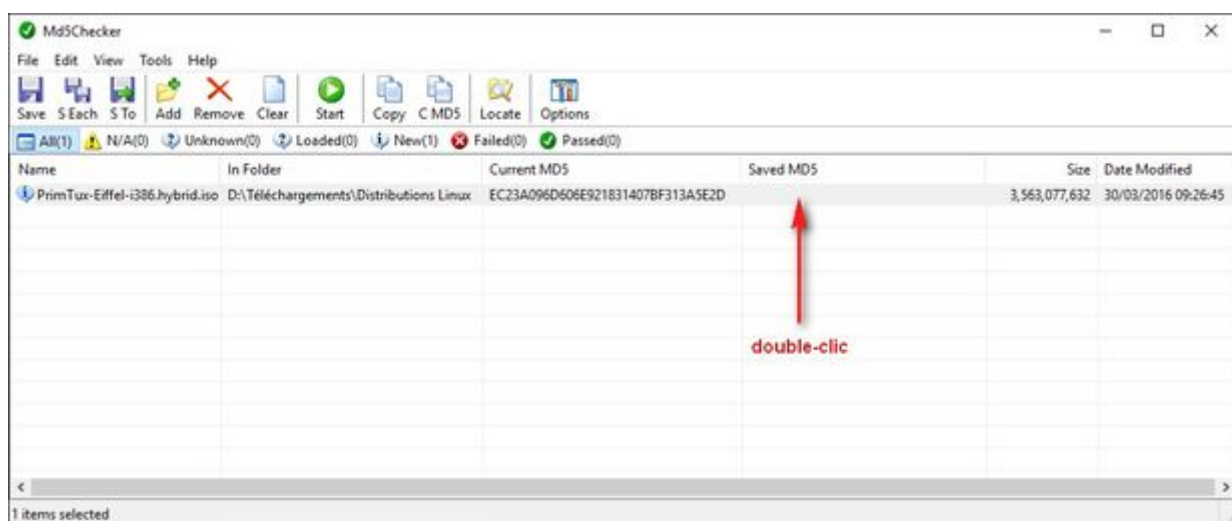 Md5Checker
File Edit View Tools Help
Save S Each S To Add Remove Clear Start Copy C MD5 Locate Options
All(1) N/A(0) Unknown(0) Loaded(0) New(1) Failed(0) Passed(0)
Name In Folder Current MD5 Saved MD5 Size Date Modified
PrimTux-Eiffel-i386.hybrid.iso D:\Téléchargements\Distributions Linux EC23A096D606E921831407BF313A5E2D 3,563,077,632 30/03/2016 09:26:45
double-clic
1 items selected